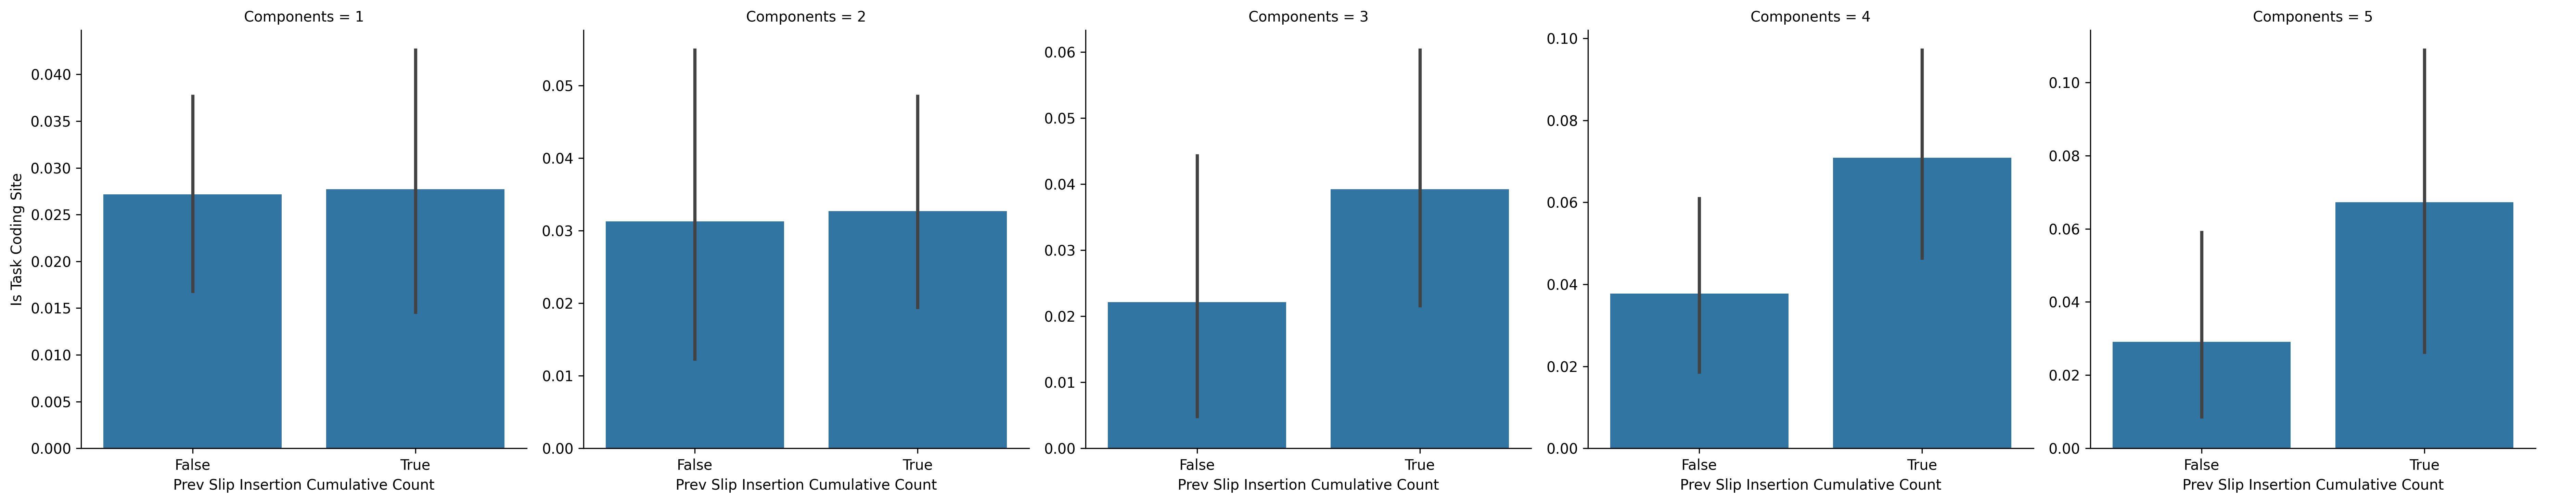 Components = 1
Components = 2
Components = 3
Components = 4
Components = 5
Is Task Coding Site
0.040
0.035
0.030
0.025
0.020
0.015
0.010
0.005
0.000
0.05
0.04
0.03
0.02
0.01
0.00
0.06
0.05
0.04
0.03
0.02
0.01
0.00
0.10
0.08
0.06
0.04
0.02
0.00
0.10
0.08
0.06
0.04
0.02
0.00
False True
False True
False True
False True
False True
Prev Slip Insertion Cumulative Count
Prev Slip Insertion Cumulative Count
Prev Slip Insertion Cumulative Count
Prev Slip Insertion Cumulative Count
Prev Slip Insertion Cumulative Count